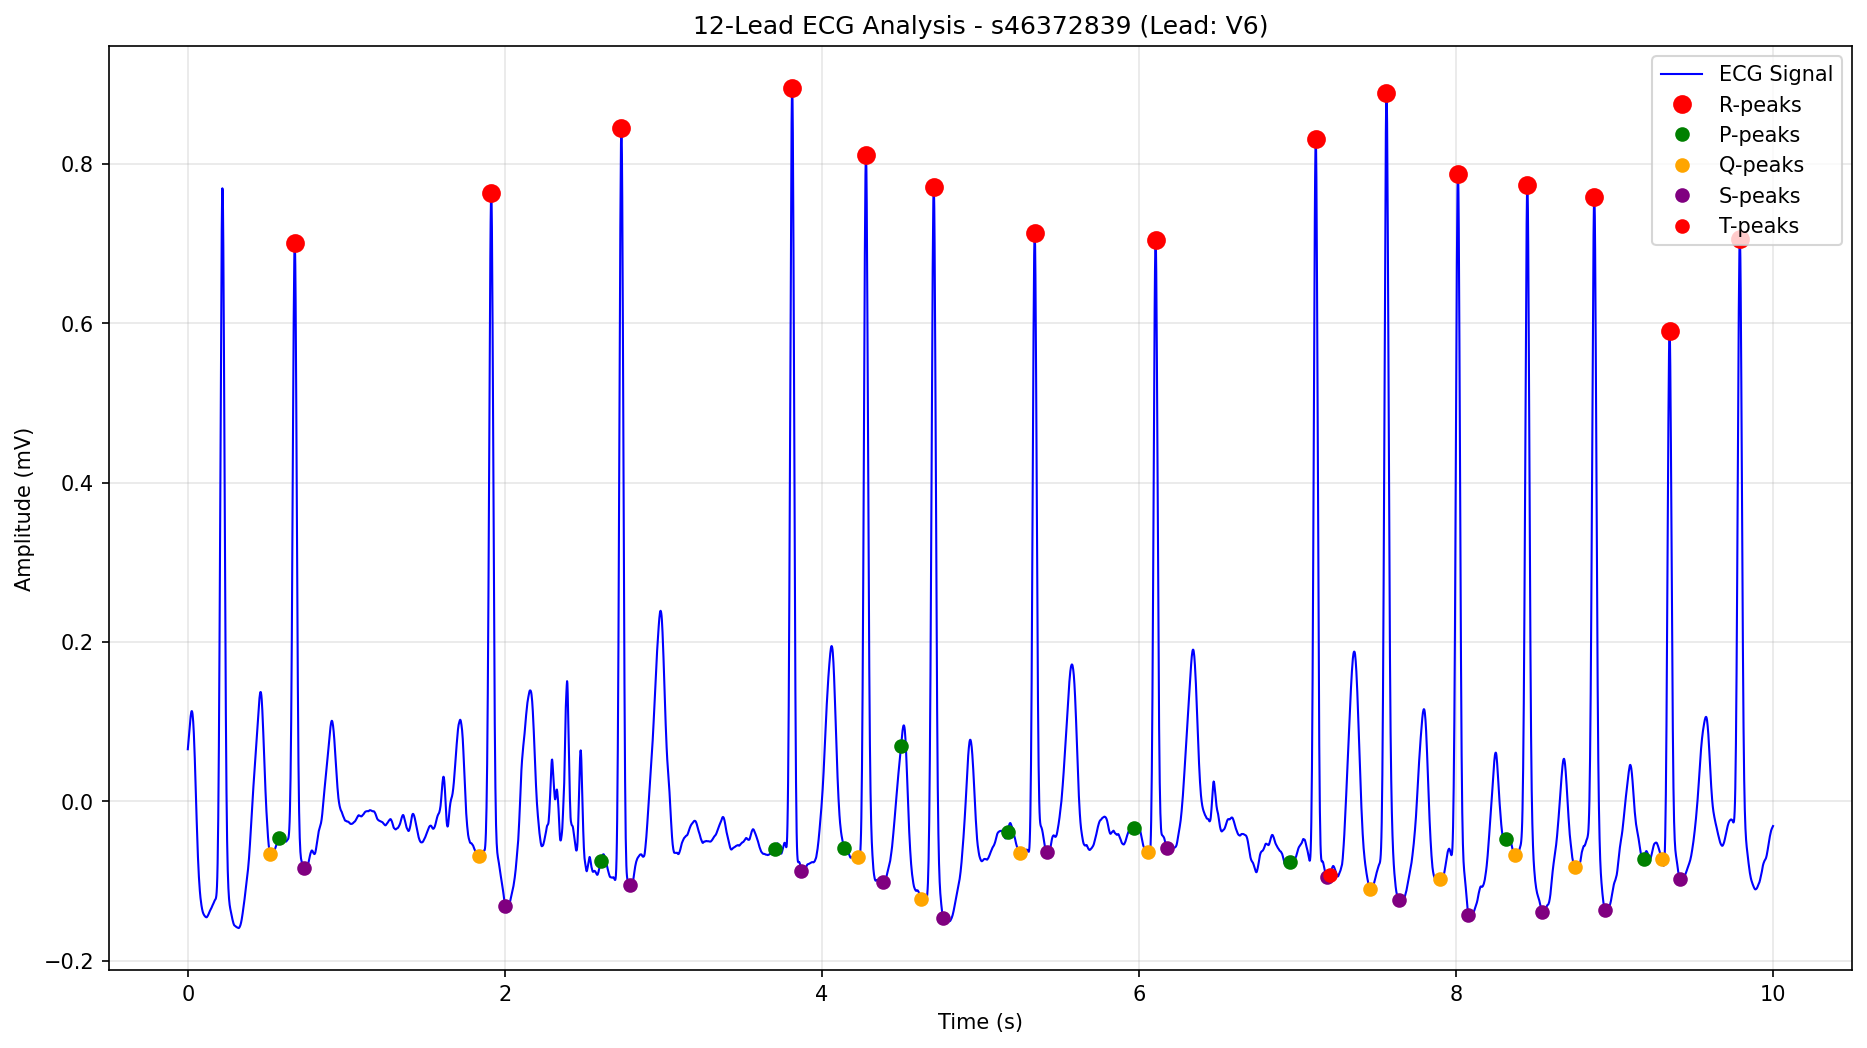 12-Lead ECG Analysis - s46372839 (Lead: V6)
ECG Signal
R-peaks
P-peaks
Q-peaks
S-peaks
T-peaks
Amplitude (mV)
0.8
0.6
0.4
0.2
0.0
−0.2
0 2 4 6 8 10
Time (s)